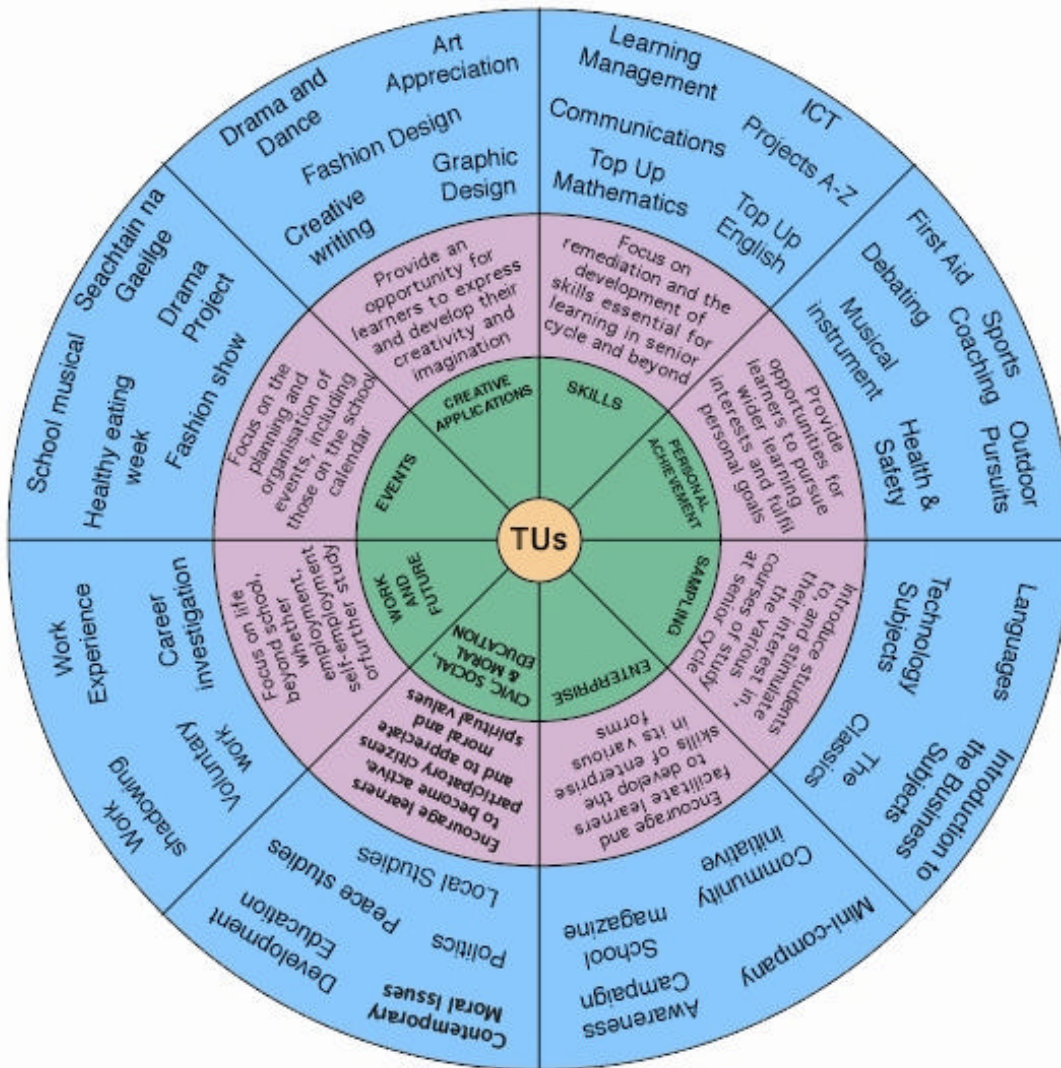 TUs
SKILLS
Focus on
remediation and the
development of
skills essential for
learning in senior
cycle and beyond
Learning
Management
ICT
Communications
Projects A-Z
Top Up
Mathematics
Top Up
English
PERSONAL
ACHIEVEMENT
Provide
opportunities for
learners to pursue
wider learning
interests and fulfil
personal goals
First Aid
Debating
Sports
Coaching
Musical
instrument
Outdoor
Pursuits
Health &
Safety
SAMPLING
Introduce students
to, and stimulate
their interest in,
the various
courses of study
at senior cycle
Languages
Technology
Subjects
The
Classics
Introduction to
the Business
Subjects
ENTERPRISE
Encourage and
facilitate learners
to develop the
skills of enterprise
in its various
forms
Mini-company
Community
initiative
School
magazine
Awareness
Campaign
CIVIC, SOCIAL,
& MORAL
EDUCATION
Encourage learners
to become active,
participatory citizens
and to appreciate
moral and
spiritual values
Local Studies
Peace studies
Politics
Development
Education
Contemporary
Moral Issues
WORK
AND
FUTURE
Focus on life
beyond school,
whether
employment,
self-employment
orfurther study
Work
Experience
Career
investigation
Voluntary
work
Work
shadowing
EVENTS
Focus on the
planning and
organisation of
events, including
those on the school
calendar
School musical
Seachtain na
Gaeilge
Drama
Project
Healthy eating
week
Fashion show
CREATIVE
APPLICATIONS
Provide an
opportunity for
learners to express
and develop their
creativity and
imagination
Drama and
Dance
Art
Appreciation
Fashion Design
Creative
writing
Graphic
Design